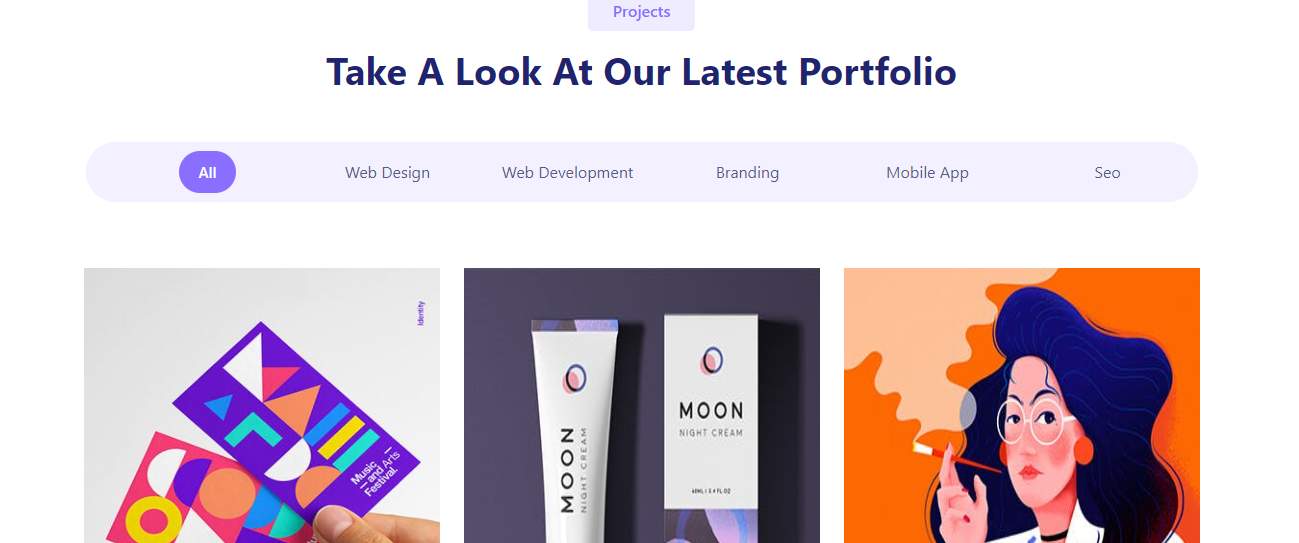 Projects
Take A Look At Our Latest Portfolio
All
Web Design
Web Development
Branding
Mobile App
Seo
Identity
Music
and Arts
Festival.
MOON
NIGHT CREAM
MOON
NIGHT CREAM
60ML | 2.4 FL OZ